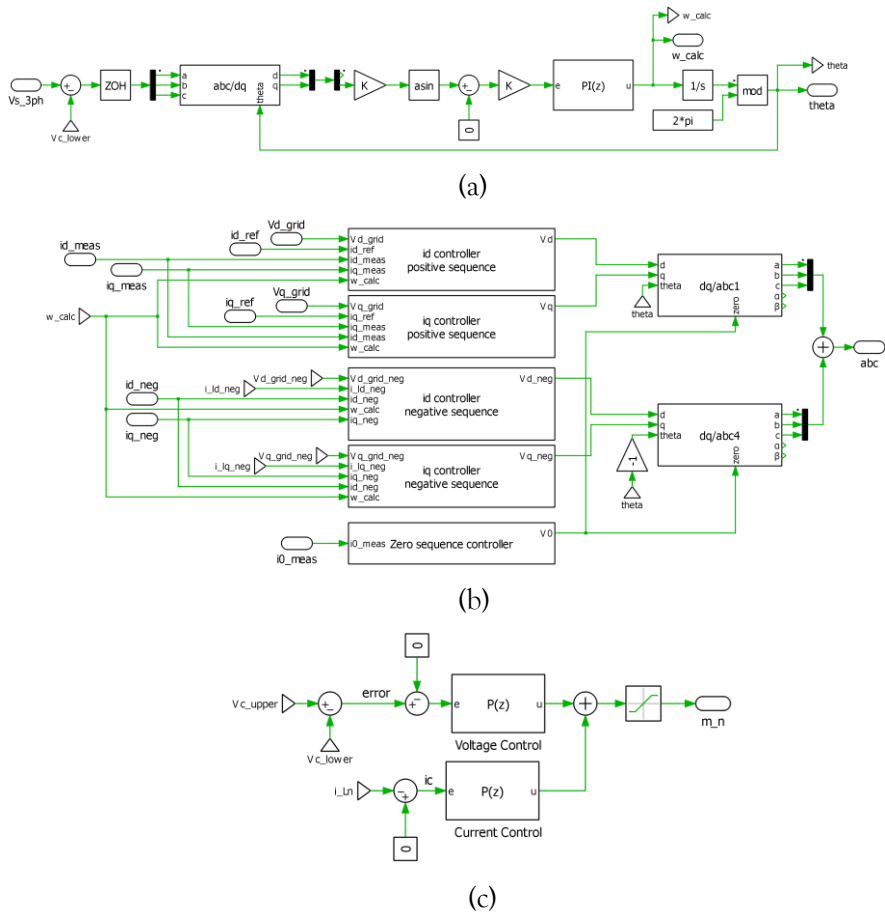 w_calc
w_calc
theta
Vs_3ph
+
−
ZOH
a
b
c
abc/dq
d
q
theta
K
asin
+
−
K
e
PI(z)
u
1/s
mod
theta
Vc_lower
0
2*pi
(a)
Vd_grid
id_ref
id_meas
iq_meas
Vd_grid
id_ref
id_meas
iq_meas
w_calc
id controller
positive sequence
Vd
Vq_grid
iq_ref
w_calc
Vq_grid
iq_ref
iq_meas
id_meas
w_calc
iq controller
positive sequence
Vq
d
q
theta
dq/abc1
zero
a
b
c
α
β
theta
+
abc
Vd_grid_neg
i_ld_neg
id_neg
iq_neg
Vd_grid_neg
i_ld_neg
id_neg
w_calc
iq_neg
id controller
negative sequence
Vd_neg
Vq_grid_neg
i_lq_neg
Vq_grid_neg
i_lq_neg
iq_neg
id_neg
w_calc
iq controller
negative sequence
Vq_neg
d
q
theta
dq/abc4
zero
a
b
c
α
β
-1
theta
i0_meas
i0_meas
Zero sequence controller
V0
(b)
0
Vc_upper
+
−
error
+
−
e
P(z)
u
Voltage Control
+
m_n
Vc_lower
i_Ln
−
+
ic
e
P(z)
u
Current Control
0
(c)